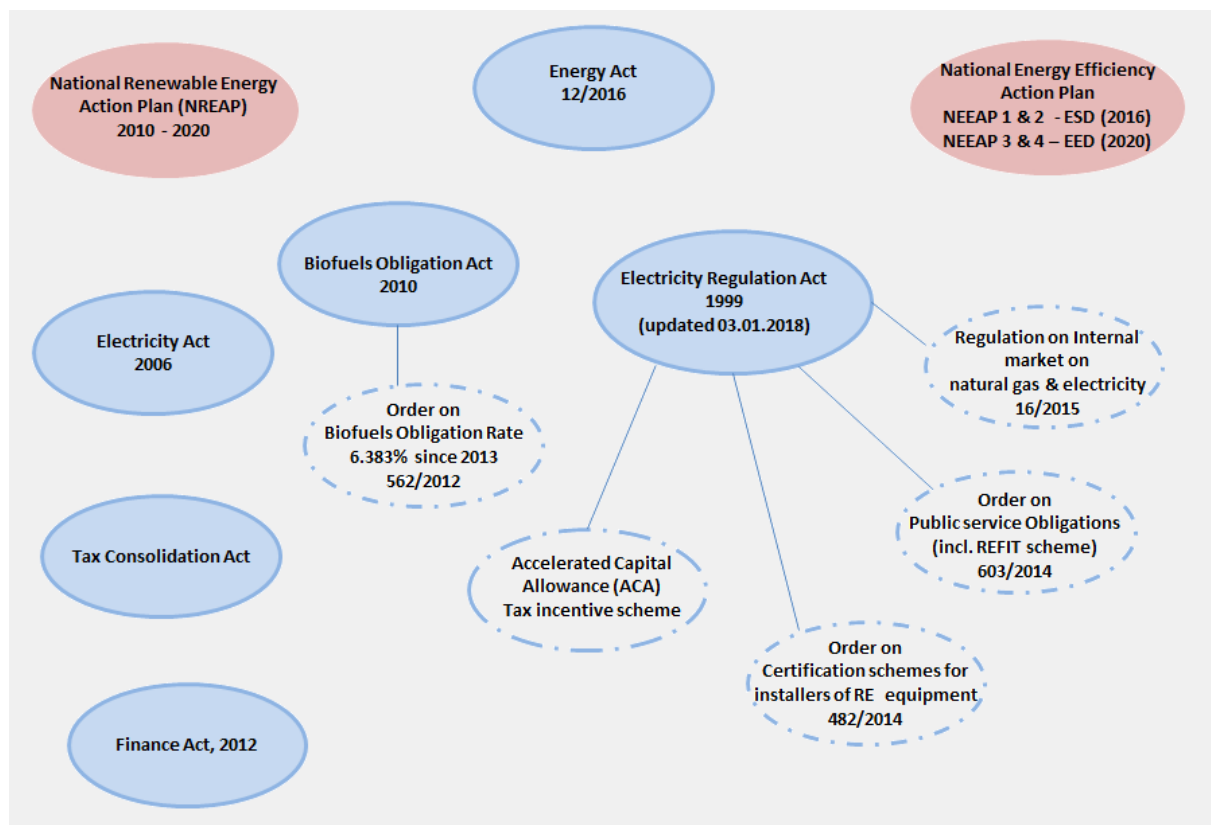 National Renewable Energy
Action Plan (NREAP)
2010 - 2020
Energy Act
12/2016
National Energy Efficiency
Action Plan
NEEAP 1 & 2 - ESD (2016)
NEEAP 3 & 4 – EED (2020)
Biofuels Obligation Act
2010
Electricity Regulation Act
1999
(updated 03.01.2018)
Electricity Act
2006
Regulation on Internal
market on
natural gas & electricity
16/2015
Order on
Biofuels Obligation Rate
6.383% since 2013
562/2012
Order on
Public service Obligations
(incl. REFIT scheme)
603/2014
Tax Consolidation Act
Accelerated Capital
Allowance (ACA)
Tax incentive scheme
Order on
Certification schemes for
installers of RE equipment
482/2014
Finance Act, 2012